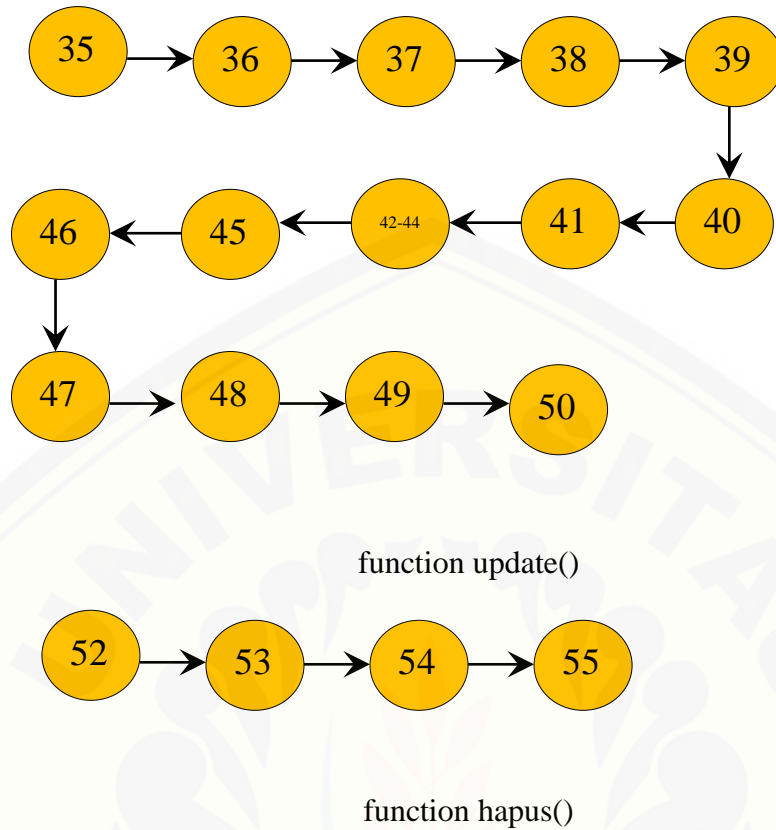 35 36 37 38 39
46 45 42-44 41 40
47 48 49 50
function update()
52 53 54 55
function hapus()
UNIVERSITAS